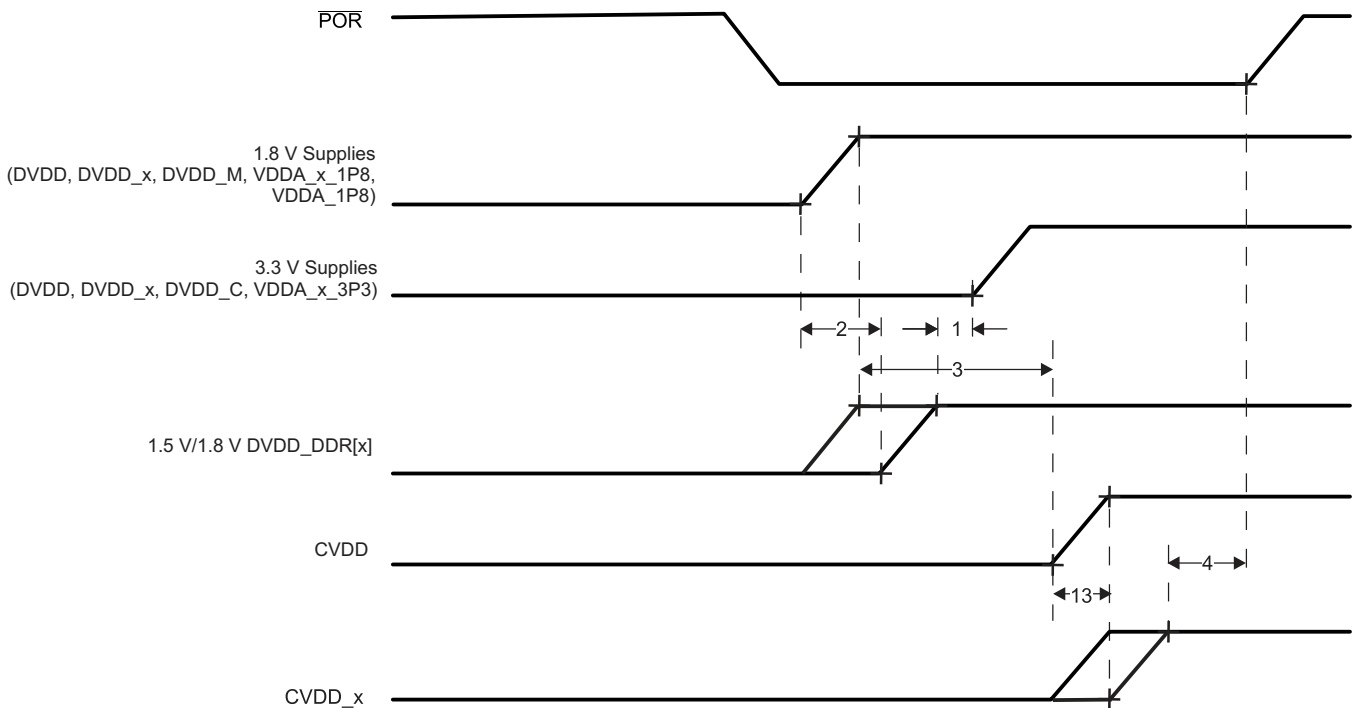 POR
1.8 V Supplies
(DVDD, DVDD_x, DVDD_M, VDDA_x_1P8,
VDDA_1P8)
3.3 V Supplies
(DVDD, DVDD_x, DVDD_C, VDDA_x_3P3)
2
1
3
1.5 V/1.8 V DVDD_DDR[x]
CVDD
4
13
CVDD_x